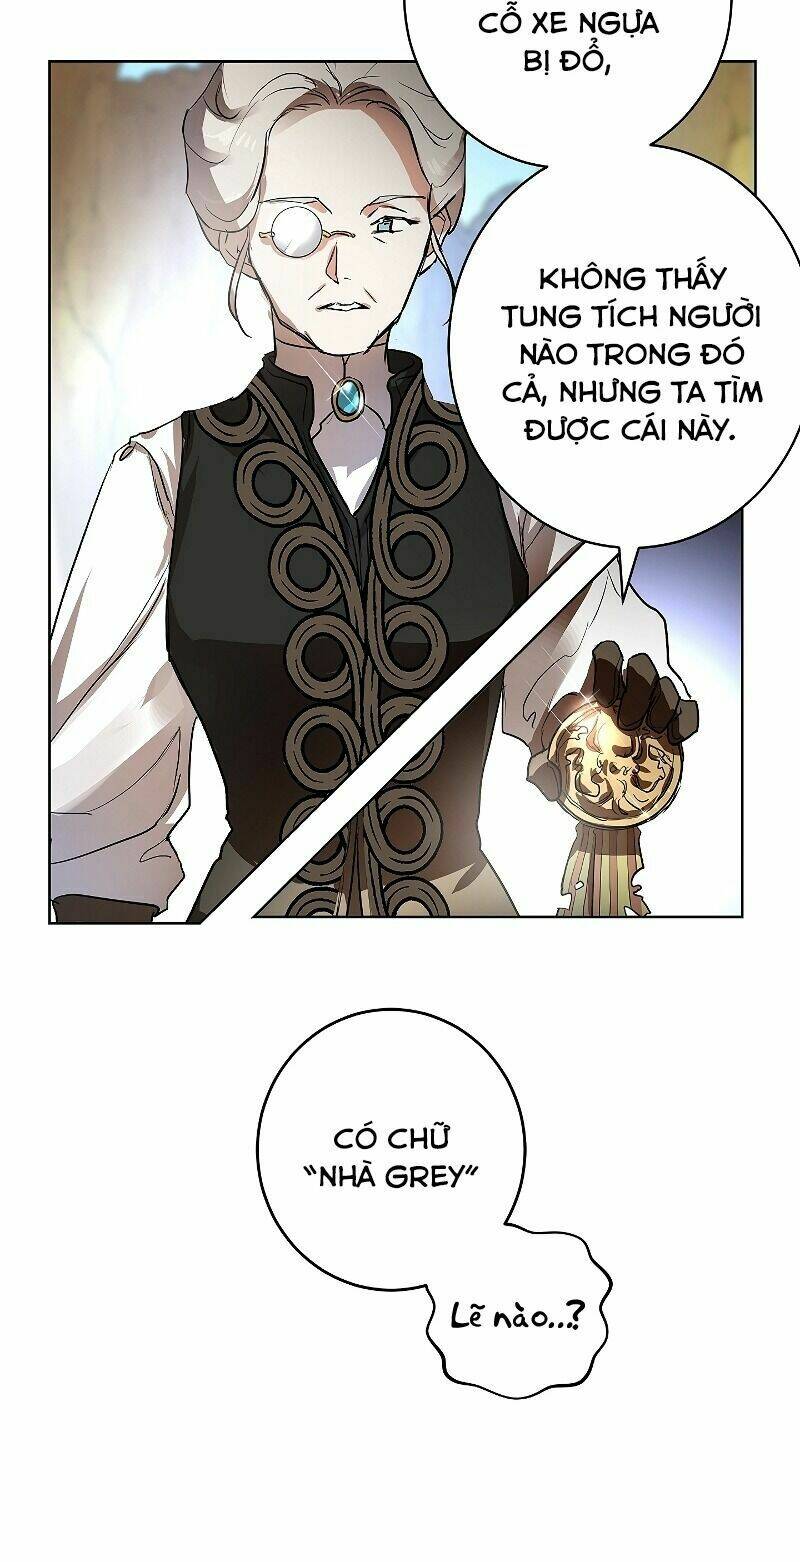 CỖ XE NGỰA
BỊ ĐỔ,
KHÔNG THẤY
TUNG TÍCH NGƯỜI
NÀO TRONG ĐÓ
CẢ, NHƯNG TA TÌM
ĐƯỢC CÁI NÀY.
CÓ CHỮ
"NHÀ GREY"
Lẽ nào...?